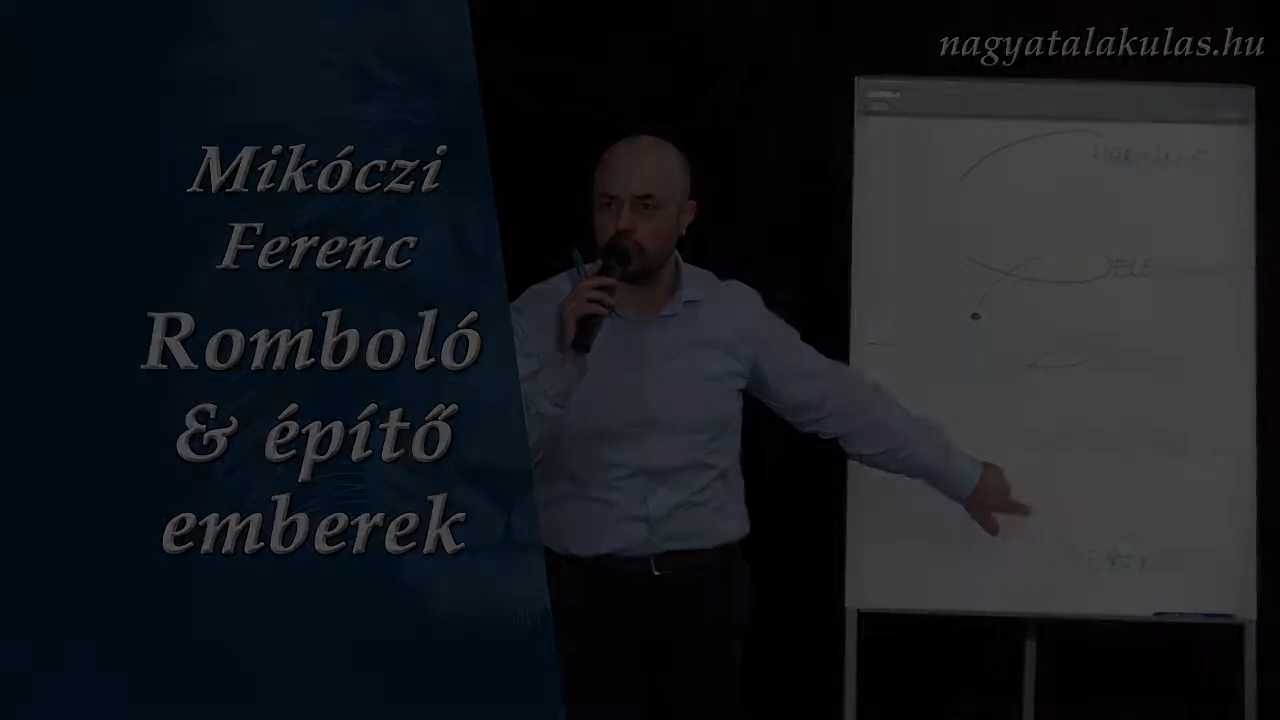 nagyatalakulas.hu
Mikóczi
Ferenc
Romboló
& építő
emberek